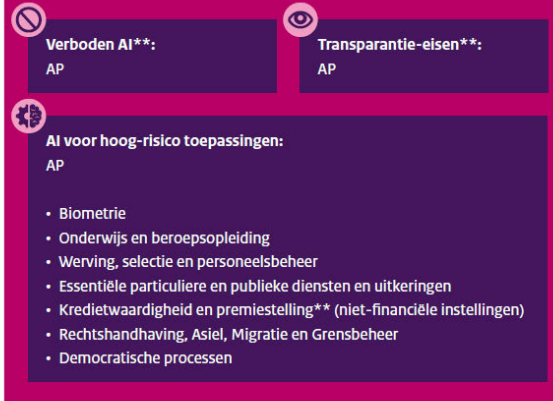 Verboden AI**:
AP
Transparantie-eisen**:
AP
AI voor hoog-risico toepassingen:
AP
• Biometrie
• Onderwijs en beroepsopleiding
• Werving, selectie en personeelsbeheer
• Essentiële particuliere en publieke diensten en uitkeringen
• Kredietwaardigheid en premiestelling** (niet-financiële instellingen)
• Rechtshandhaving, Asiel, Migratie en Grensbeheer
• Democratische processen